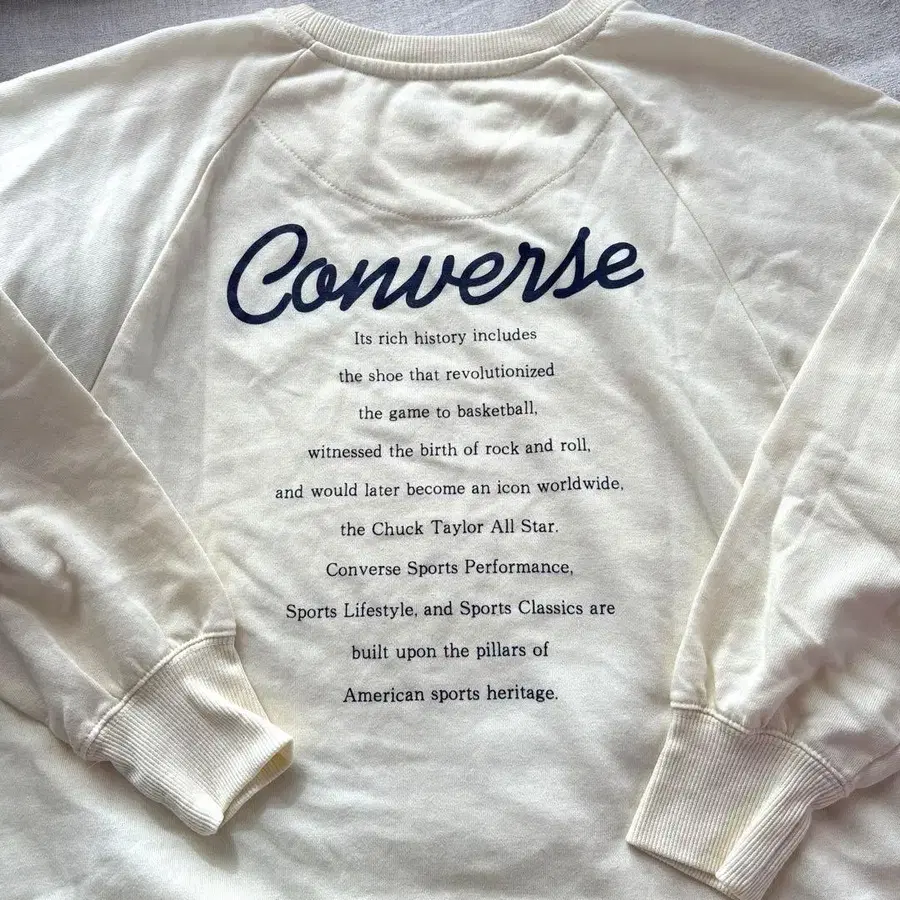 Converse
Its rich history includes
the shoe that revolutionized
the game to basketball,
witnessed the birth of rock and roll,
and would later become an icon worldwide,
the Chuck Taylor All Star.
Converse Sports Performance,
Sports Lifestyle, and Sports Classics are
built upon the pillars of
American sports heritage.